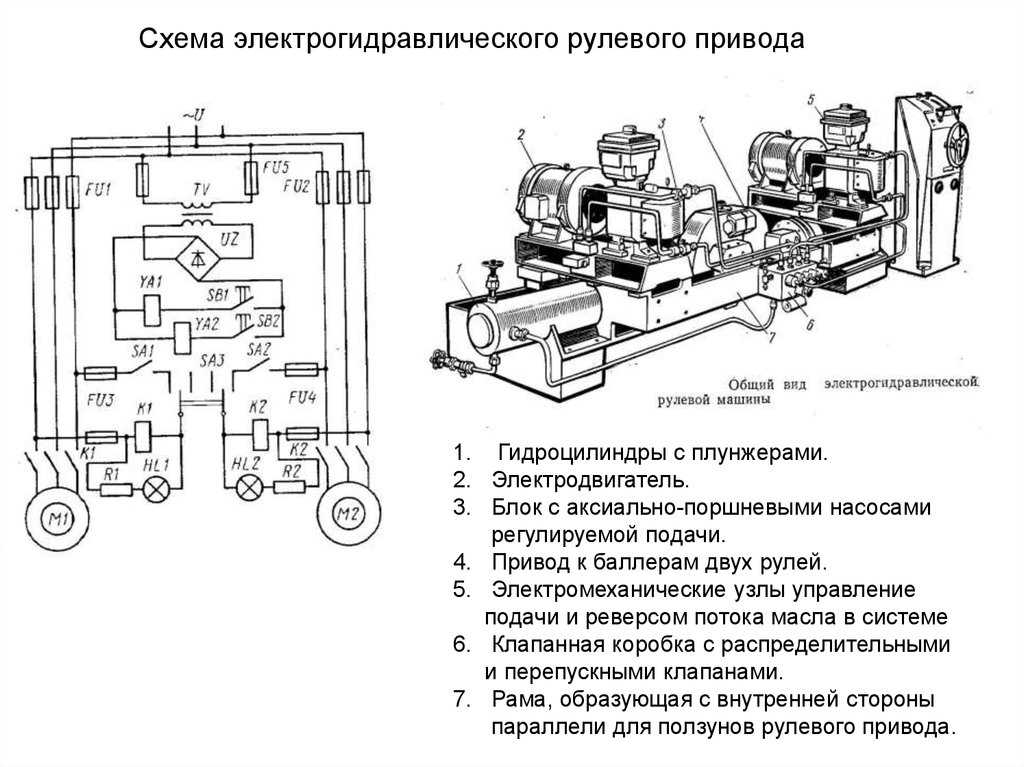 Схема электрогидравлического рулевого привода
~U
FU1
TV
FU5
FU2
UZ
YA1
SB1
YA2
SB2
SA1
SA3
SA2
FU3
K1
K2
FU4
K1
R1
HL1
HL2
R2
K2
M1
M2
1
2
3
4
5
6
7
Общий вид электрогидравлической
рулевой машины
1. Гидроцилиндры с плунжерами.
2. Электродвигатель.
3. Блок с аксиально-поршневыми насосами
регулируемой подачи.
4. Привод к баллерам двух рулей.
5. Электромеханические узлы управление
подачи и реверсом потока масла в системе
6. Клапанная коробка с распределительными
и перепускными клапанами.
7. Рама, образующая с внутренней стороны
параллели для ползунов рулевого привода.